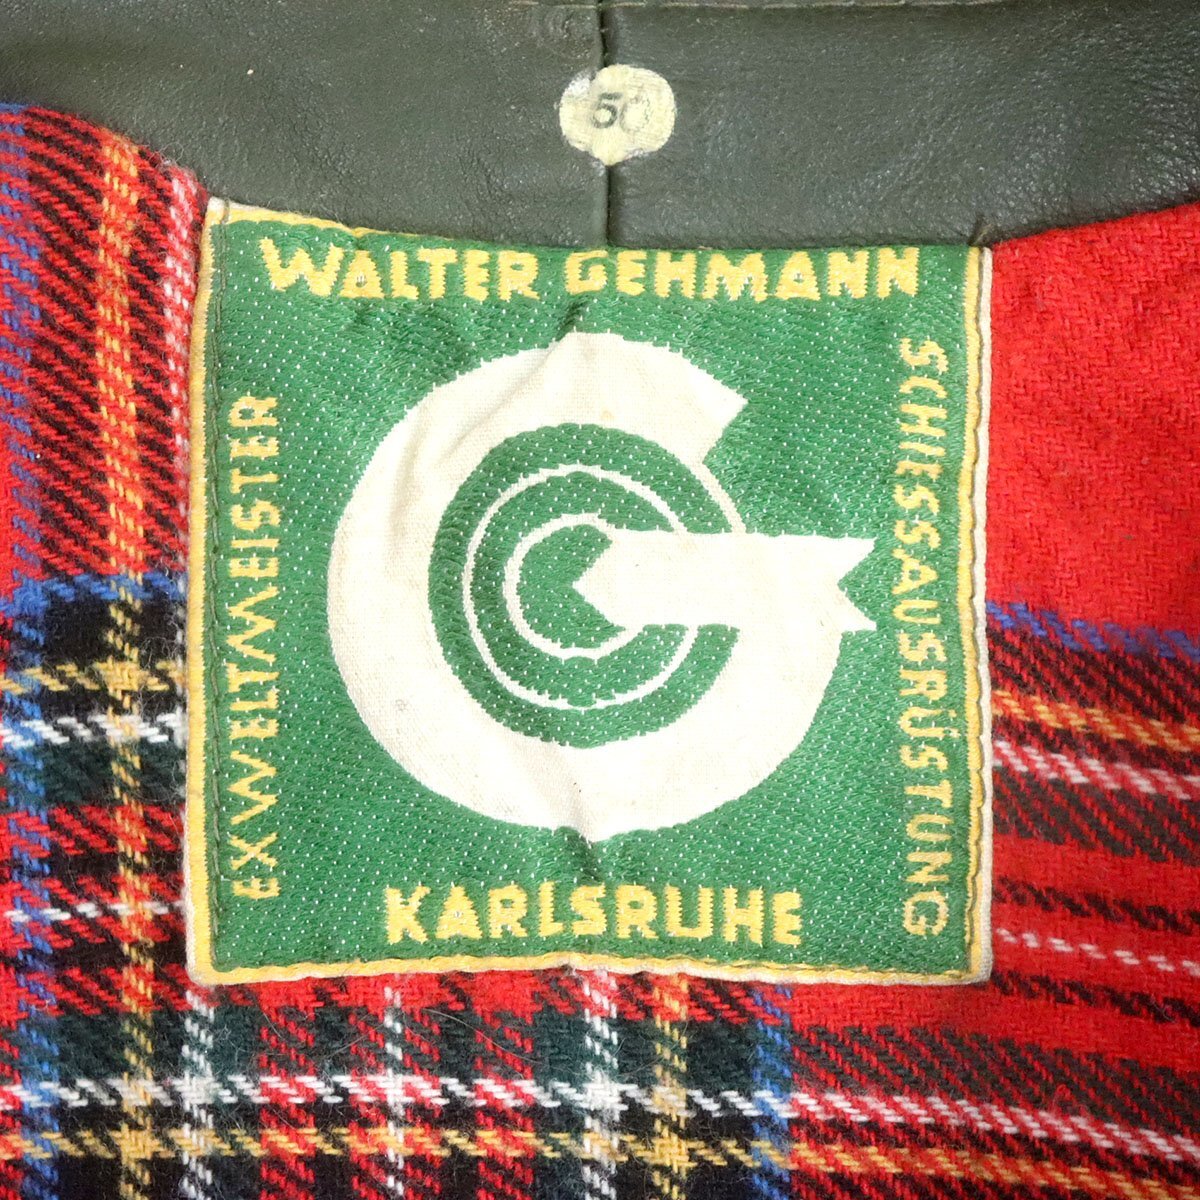 50
WALTER GEHMANN
EXWELTMEISTER
SCHIESSAUSRÜSTUNG
KARLSRUHE